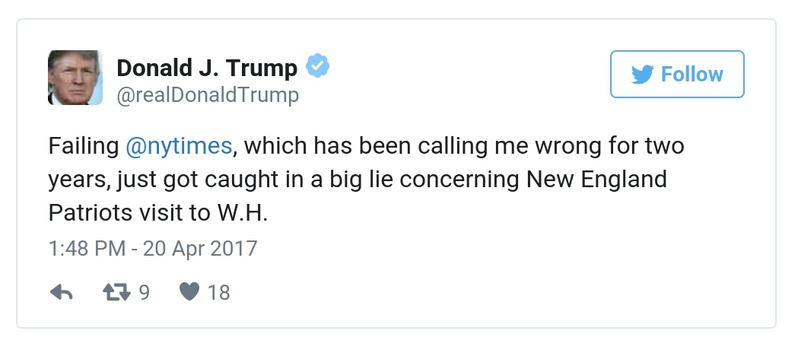 Donald J. Trump
@realDonaldTrump
Follow
Failing @nytimes, which has been calling me wrong for two
years, just got caught in a big lie concerning New England
Patriots visit to W.H.
1:48 PM - 20 Apr 2017
9 18